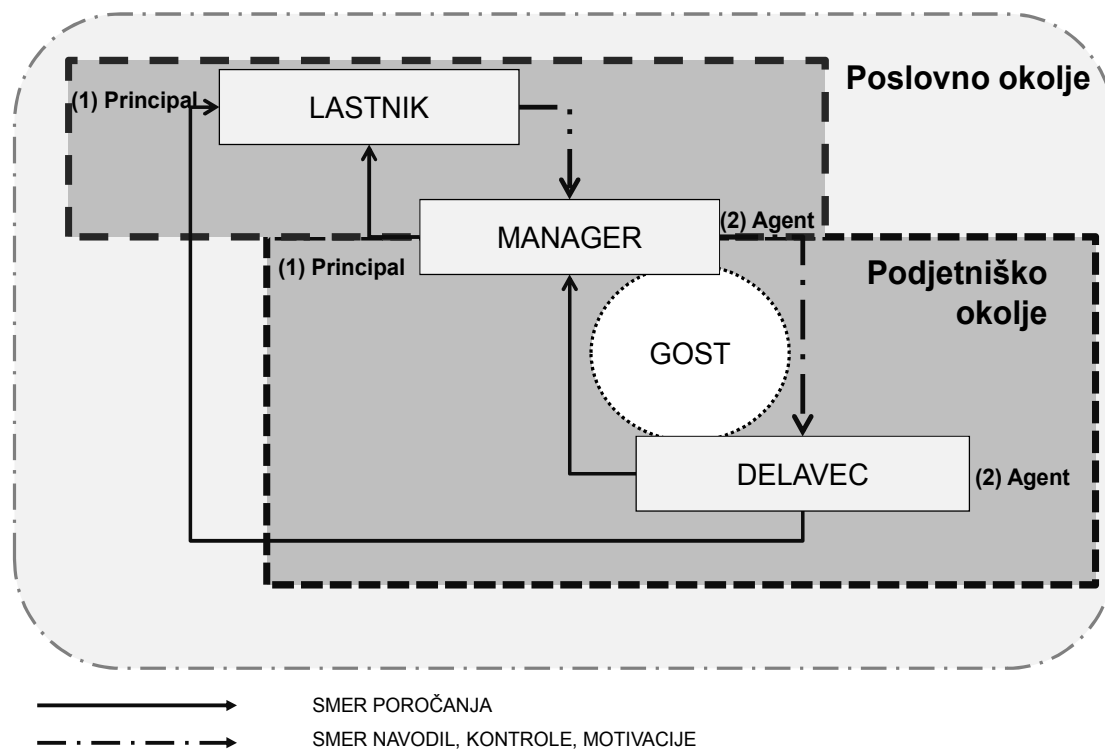 Poslovno okolje
(1) Principal
LASTNIK
MANAGER
(2) Agent
(1) Principal
Podjetniško
okolje
GOST
DELAVEC
(2) Agent
SMER POROČANJA
SMER NAVODIL, KONTROLE, MOTIVACIJE